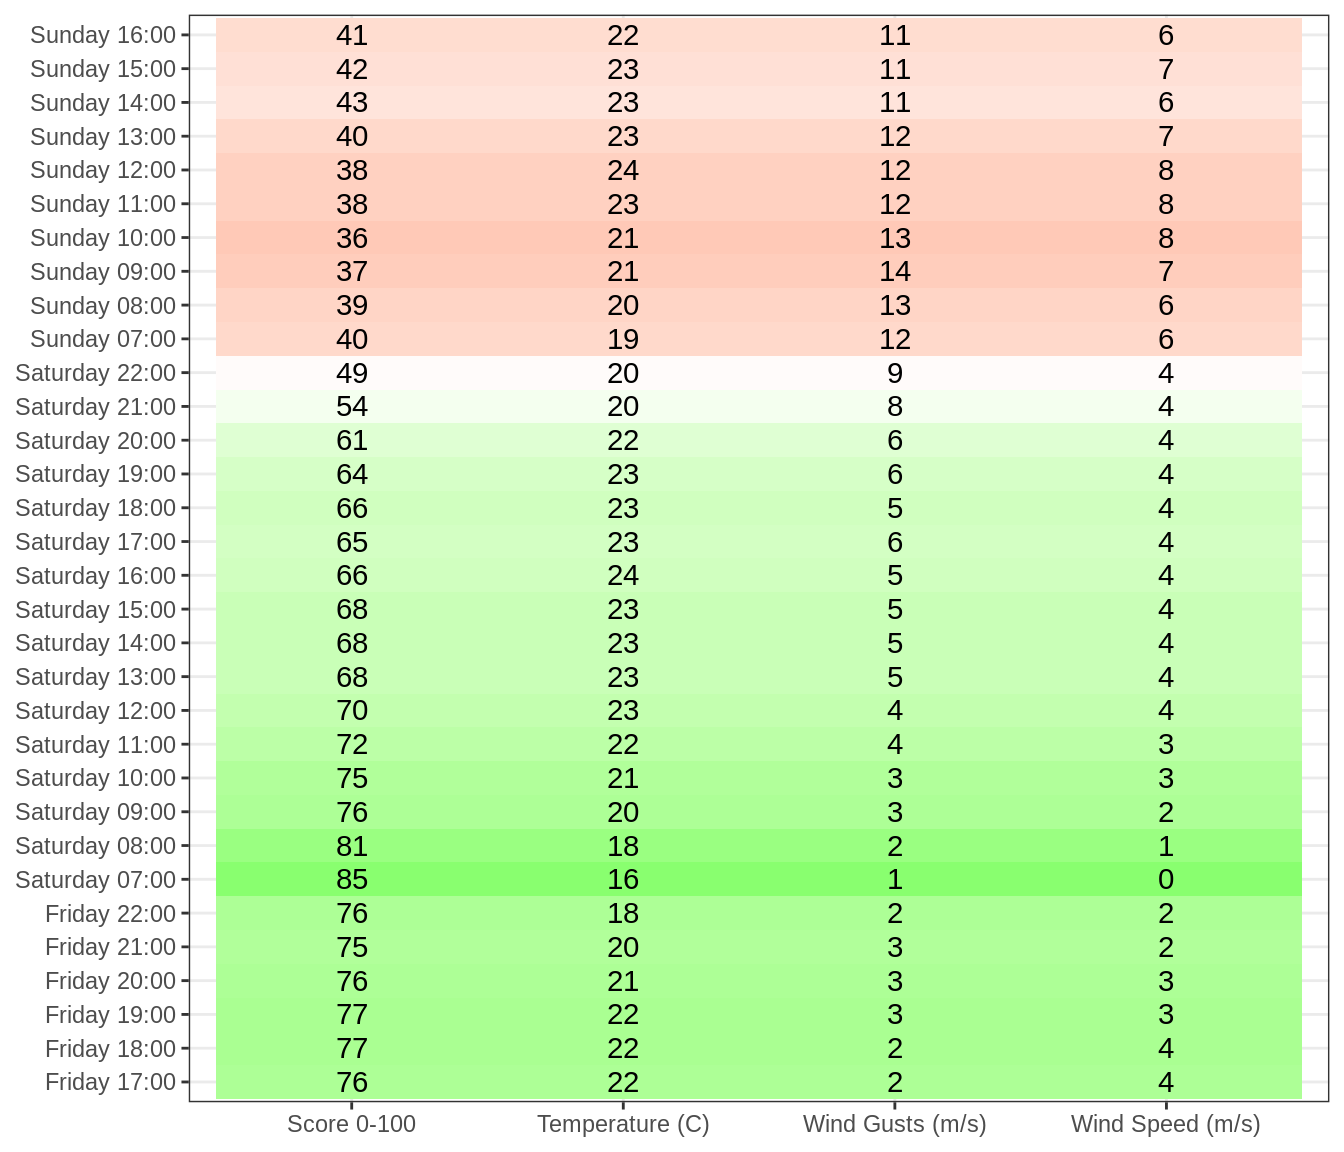 Sunday 16:00 41 22 11 6
Sunday 15:00 42 23 11 7
Sunday 14:00 43 23 11 6
Sunday 13:00 40 23 12 7
Sunday 12:00 38 24 12 8
Sunday 11:00 38 23 12 8
Sunday 10:00 36 21 13 8
Sunday 09:00 37 21 14 7
Sunday 08:00 39 20 13 6
Sunday 07:00 40 19 12 6
Saturday 22:00 49 20 9 4
Saturday 21:00 54 20 8 4
Saturday 20:00 61 22 6 4
Saturday 19:00 64 23 6 4
Saturday 18:00 66 23 5 4
Saturday 17:00 65 23 6 4
Saturday 16:00 66 24 5 4
Saturday 15:00 68 23 5 4
Saturday 14:00 68 23 5 4
Saturday 13:00 68 23 5 4
Saturday 12:00 70 23 4 4
Saturday 11:00 72 22 4 3
Saturday 10:00 75 21 3 3
Saturday 09:00 76 20 3 2
Saturday 08:00 81 18 2 1
Saturday 07:00 85 16 1 0
Friday 22:00 76 18 2 2
Friday 21:00 75 20 3 2
Friday 20:00 76 21 3 3
Friday 19:00 77 22 3 3
Friday 18:00 77 22 2 4
Friday 17:00 76 22 2 4
Score 0-100 Temperature (C) Wind Gusts (m/s) Wind Speed (m/s)